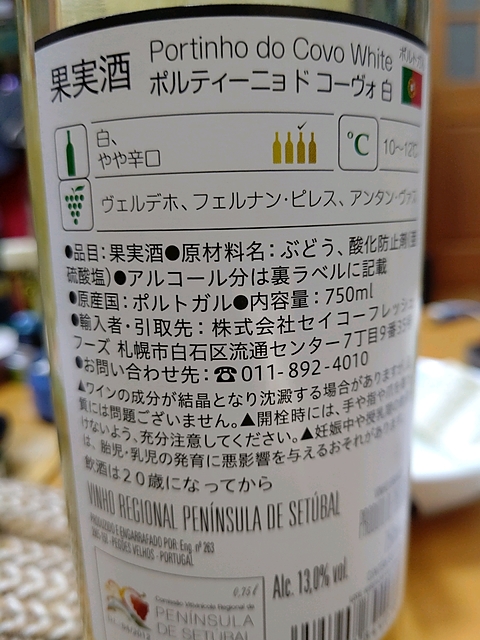 果実酒
Portinho do Covo White
ポルティーニョ ド コーヴォ 白
ポルトガル
白、
やや辛口
℃
10〜12℃
ヴェルデホ、フェルナン・ピレス、アンタン・ヴァス
●品目：果実酒●原材料名：ぶどう、酸化防止剤(亜
硫酸塩)●アルコール分は裏ラベルに記載
●原産国：ポルトガル●内容量：750ml
●輸入者・引取先：株式会社セイコーフレッシュ
フーズ 札幌市白石区流通センター7丁目9番
●お問い合わせ先：☎011-892-4010
▲ワインの成分が結晶となり沈澱する場合があります
質には問題ございません。▲開栓時には、手や指
けないよう、充分注意してください。▲妊娠中や授乳
は、胎児・乳児の発育に悪影響を与えるおそれがあり
飲酒は20歳になってから
VINHO REGIONAL PENÍNSULA DE SETÚBAL
PRODUZIDO E ENGARRAFADO POR: Eng. nº 263
PEGÕES VELHOS - PORTUGAL
0,75ℓ
Alc. 13,0% vol.
Comissão Vitivinícola Regional da
PENÍNSULA
DE SETÚBAL